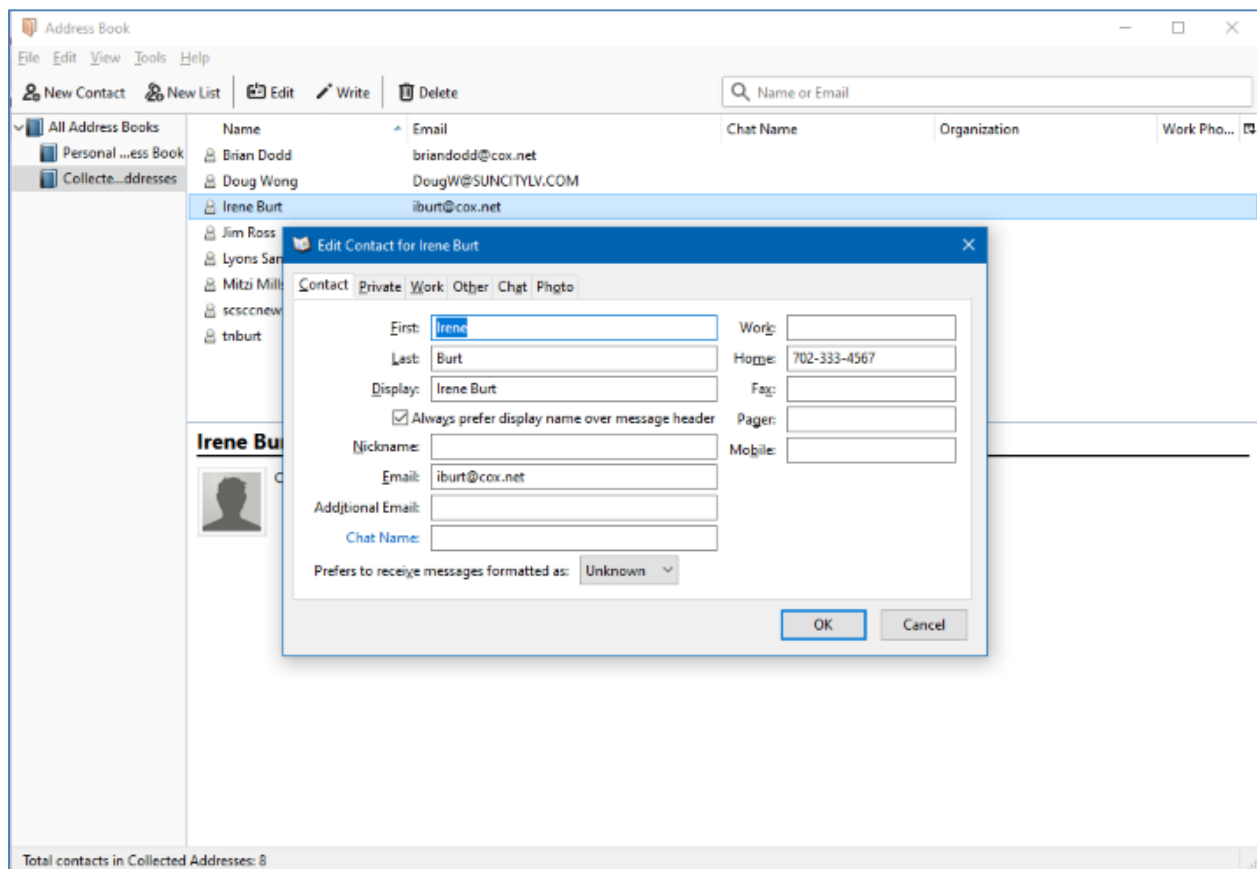 Address Book
File Edit View Tools Help
New Contact New List Edit Write Delete Name or Email
All Address Books Name Email Chat Name Organization Work Pho...
Personal ...ess Book Brian Dodd briandodd@cox.net
Collecte...ddresses Doug Wong DougW@SUNCITYLV.COM
Irene Burt iburt@cox.net
Jim Ross
Edit Contact for Irene Burt
Lyons San
Mitzi Mills
Contact Private Work Other Chat Photo
scsccnew
First: Irene Work:
tnburt
Last: Burt Home: 702-333-4567
Display: Irene Burt Fax:
Always prefer display name over message header Pager:
Irene Bu
Nickname: Mobile:
Email: iburt@cox.net
C
Additional Email:
Chat Name:
Prefers to receive messages formatted as: Unknown
OK Cancel
Total contacts in Collected Addresses: 8